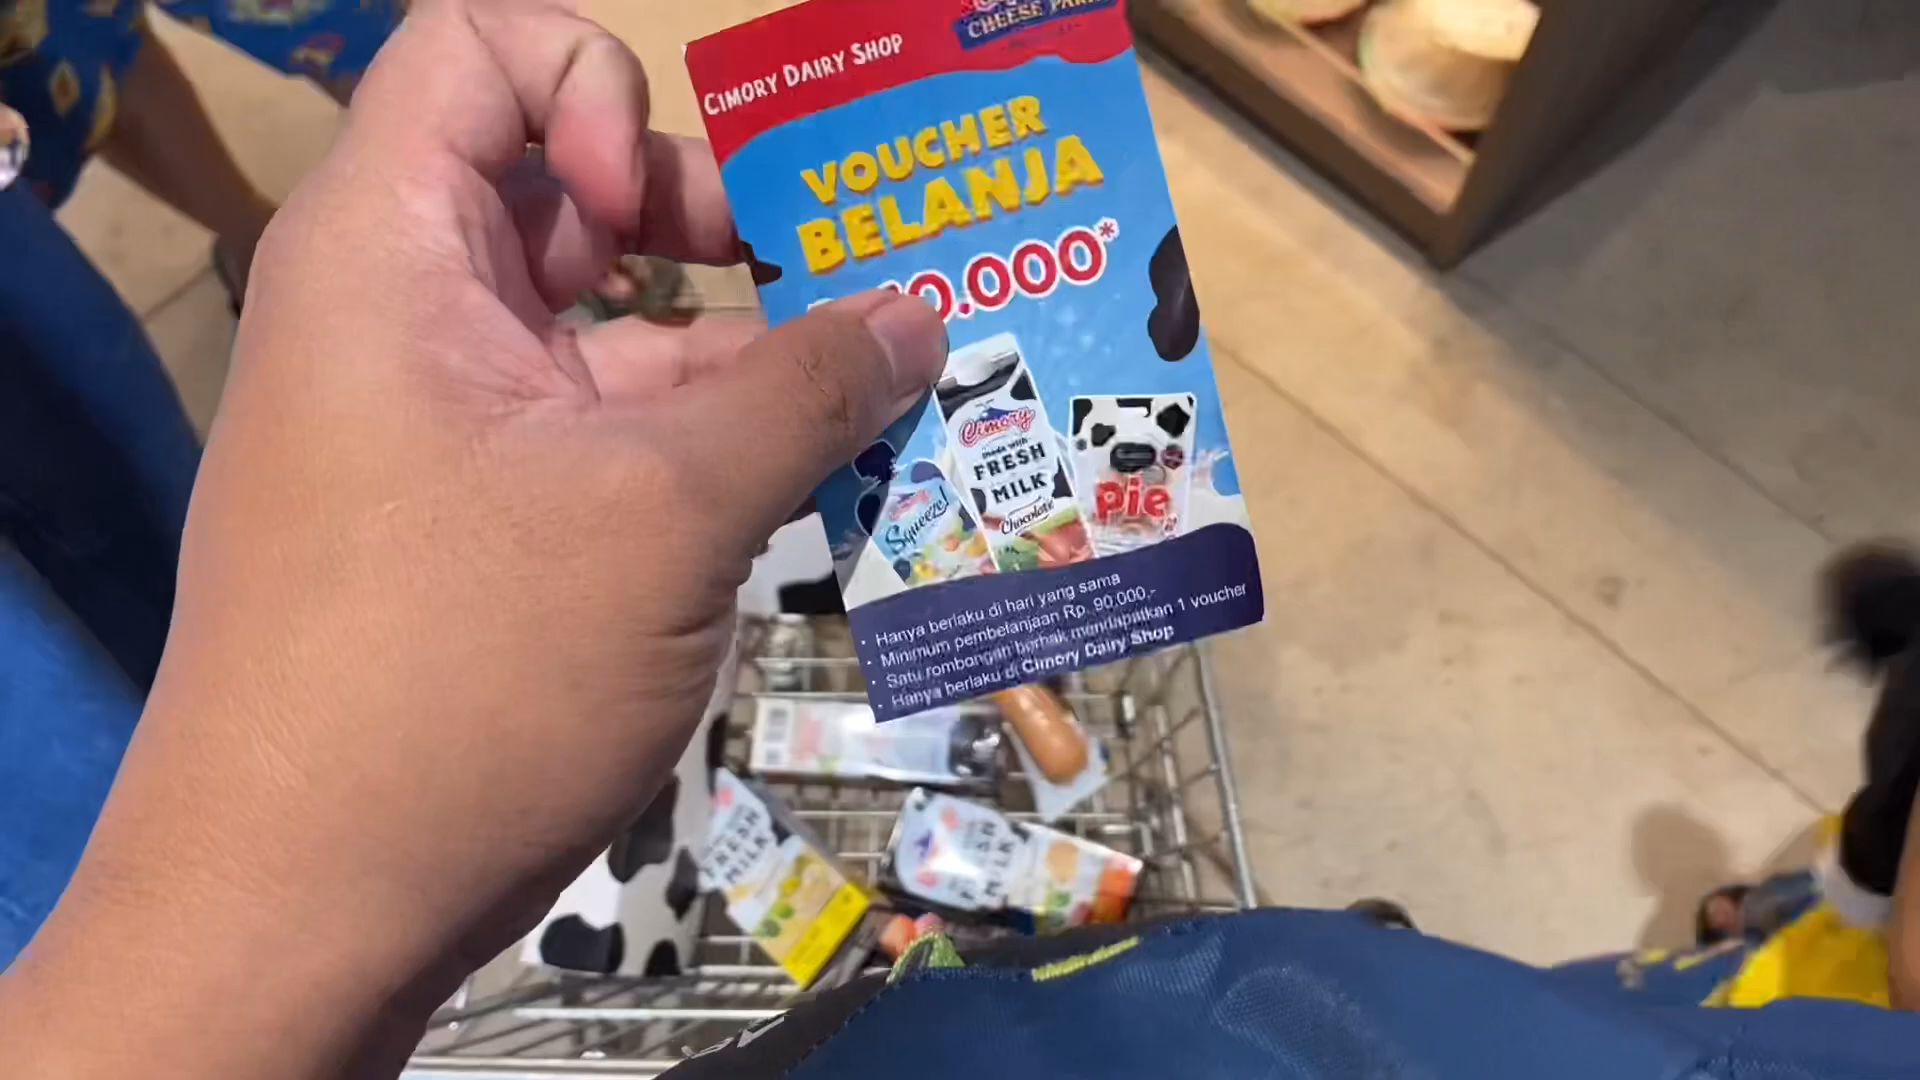 CHEESE PARK
CIMORY DAIRY SHOP
VOUCHER
BELANJA
0.000*
Cimory
made with
FRESH
MILK
Chocolate
Squeeze!
Pie
• Hanya berlaku di hari yang sama
• Minimum pembelanjaan Rp. 90.000,-
• Satu rombongan berhak mendapatkan 1 voucher
• Hanya berlaku di Cimory Dairy Shop
FRESH
MILK
FRESH
MILK